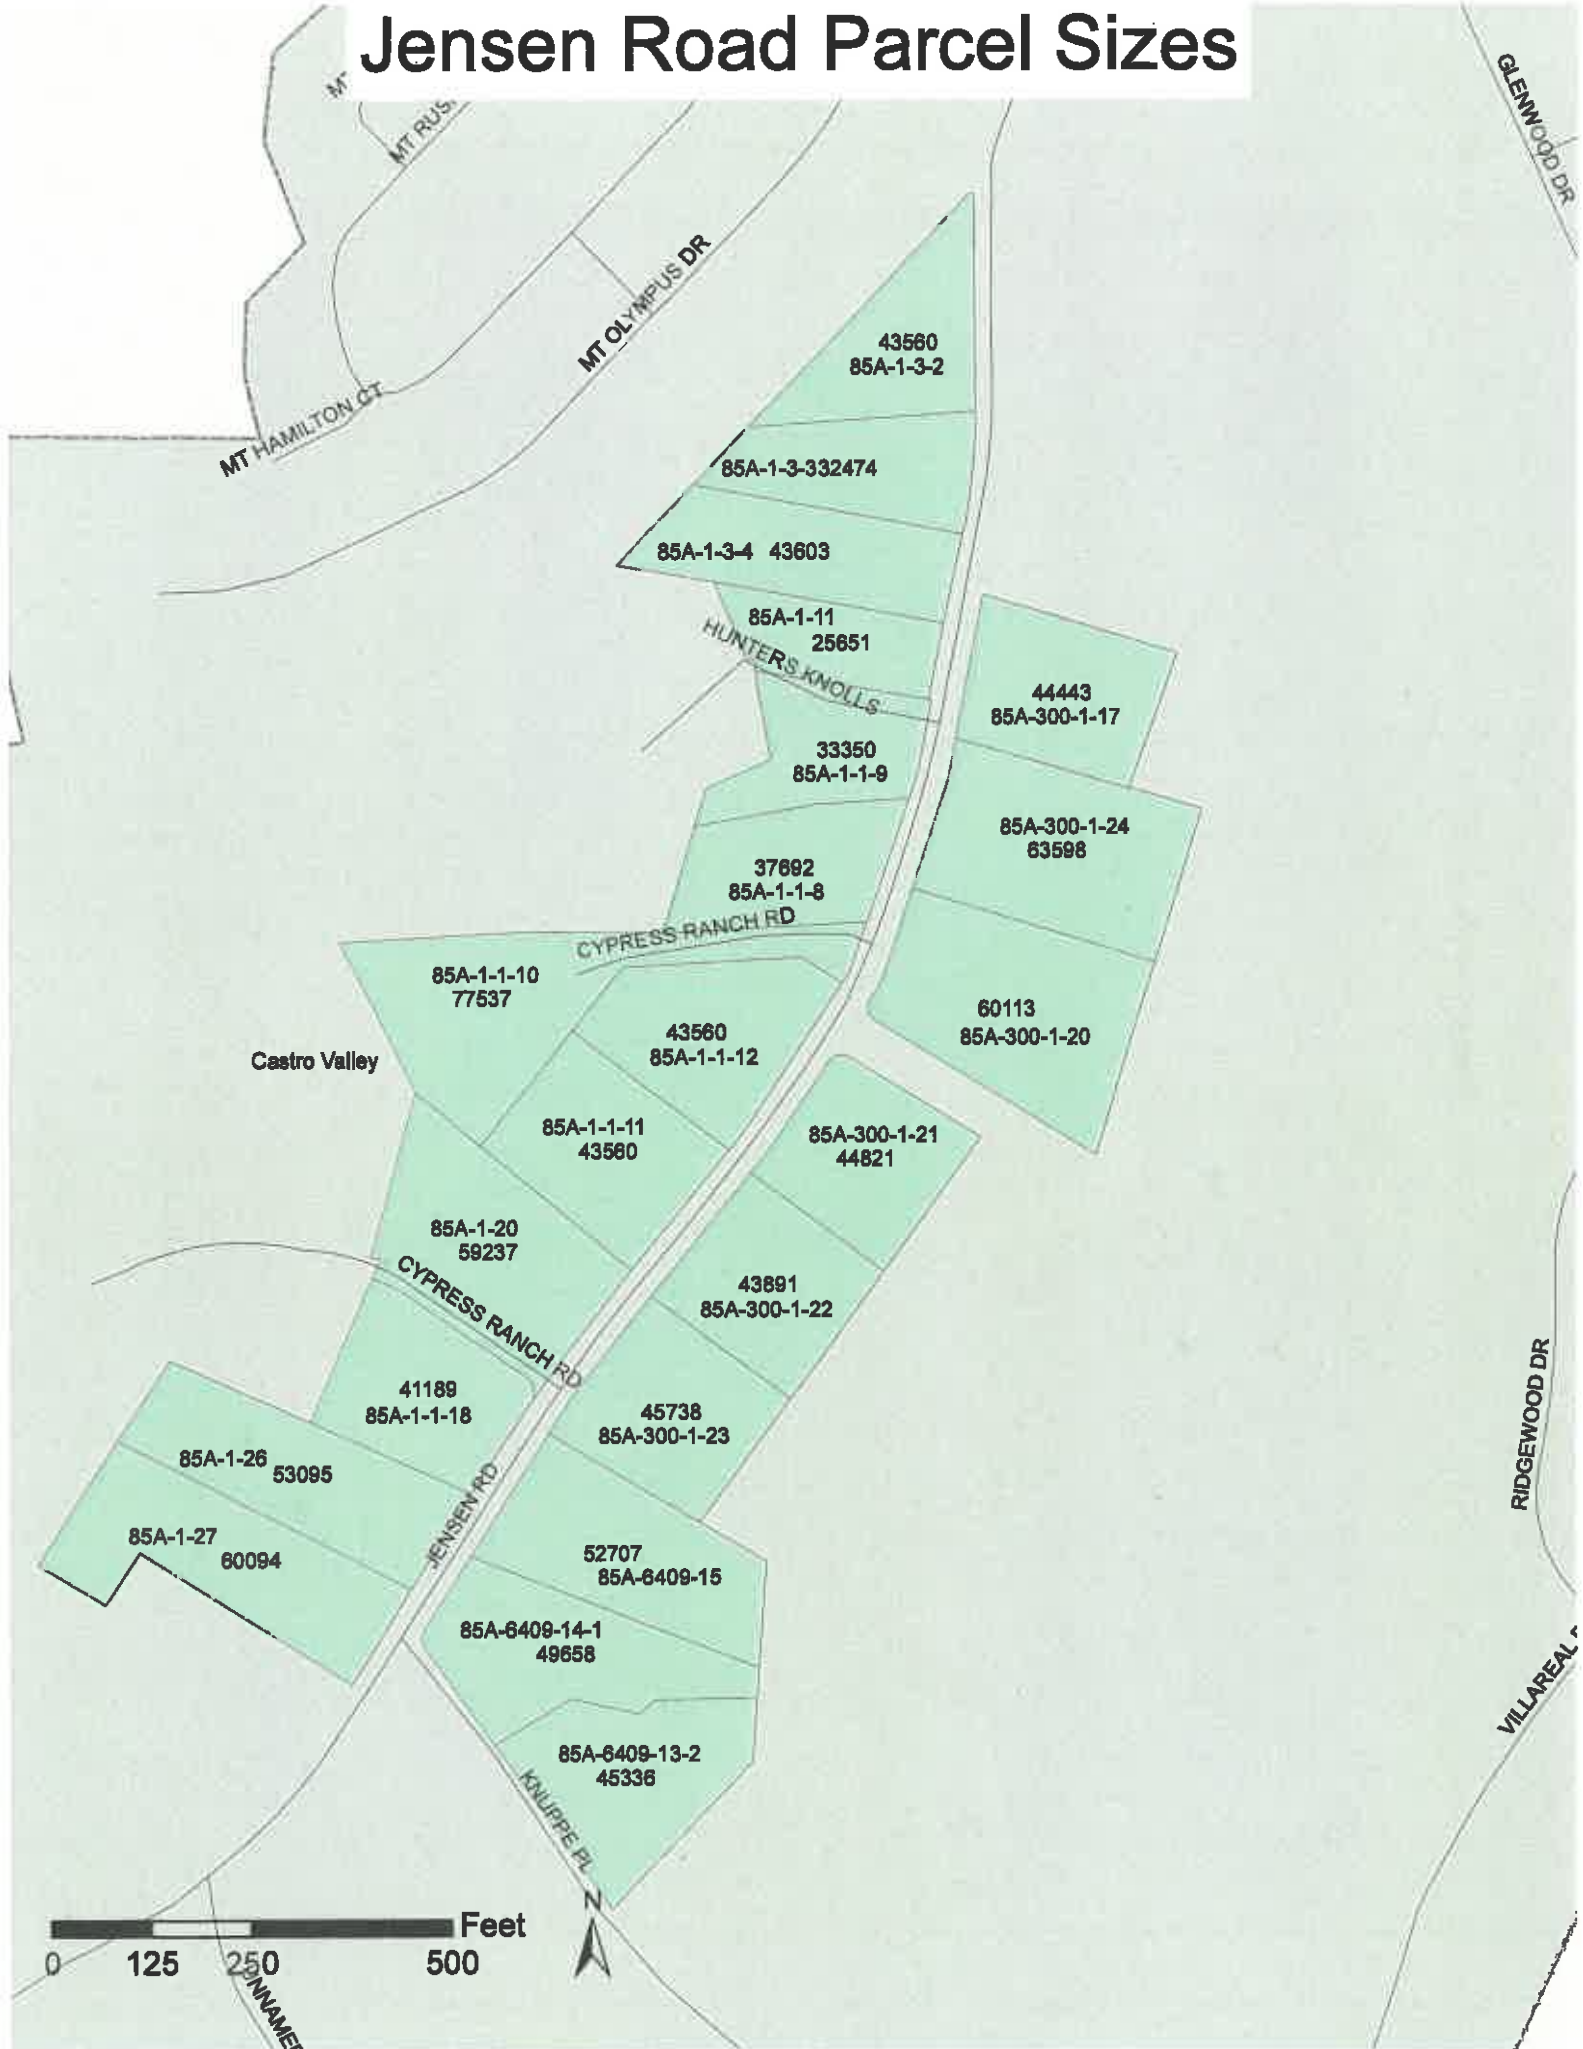 Jensen Road Parcel Sizes
MT RUS
GLENWOOD DR
MT OLYMPUS DR
MT HAMILTON CT
43560
85A-1-3-2
85A-1-3-332474
85A-1-3-4 43603
85A-1-11
25651
HUNTERS KNOLLS
44443
85A-300-1-17
33350
85A-1-1-9
85A-300-1-24
63598
37692
85A-1-1-8
CYPRESS RANCH RD
85A-1-1-10
77537
60113
85A-300-1-20
43560
85A-1-1-12
Castro Valley
85A-1-1-11
43560
85A-300-1-21
44821
85A-1-20
59237
CYPRESS RANCH RD
43891
85A-300-1-22
41189
85A-1-1-18
45738
85A-300-1-23
RIDGEWOOD DR
85A-1-26
53095
JENSEN RD
85A-1-27
60094
52707
85A-6409-15
85A-6409-14-1
49658
VILLAREAL
85A-6409-13-2
45336
KNUPPE PL
N
Feet
0 125 250 500
UNNAMED